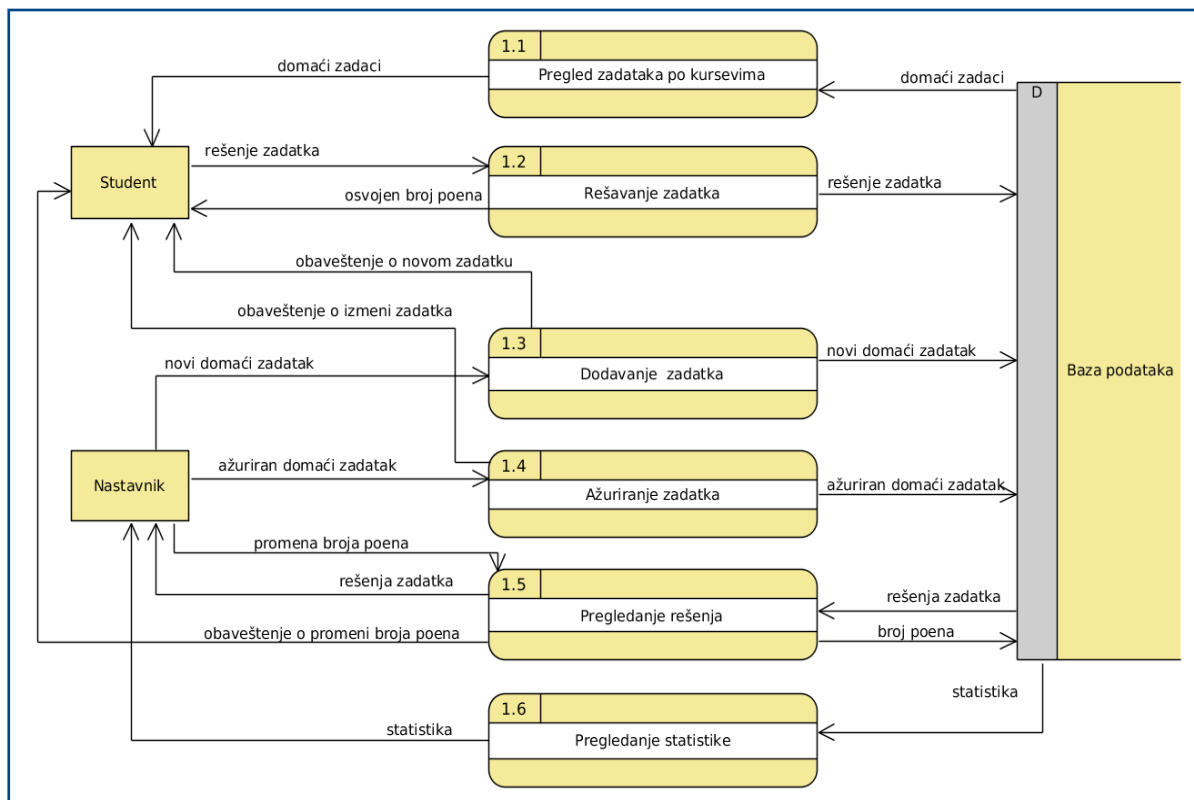 1.1
domaći zadaci
Pregled zadataka po kursevima
domaći zadaci
D
Student
rešenje zadatka
1.2
osvojen broj poena
Rešavanje zadatka
rešenje zadatka
obaveštenje o novom zadatku
obaveštenje o izmeni zadatka
1.3
novi domaći zadatak
Dodavanje  zadatka
novi domaći zadatak
Baza podataka
Nastavnik
ažuriran domaći zadatak
1.4
Ažuriranje zadatka
ažuriran domaći zadatak
promena broja poena
rešenja zadatka
1.5
Pregledanje rešenja
rešenja zadatka
obaveštenje o promeni broja poena
broj poena
statistika
1.6
statistika
Pregledanje statistike